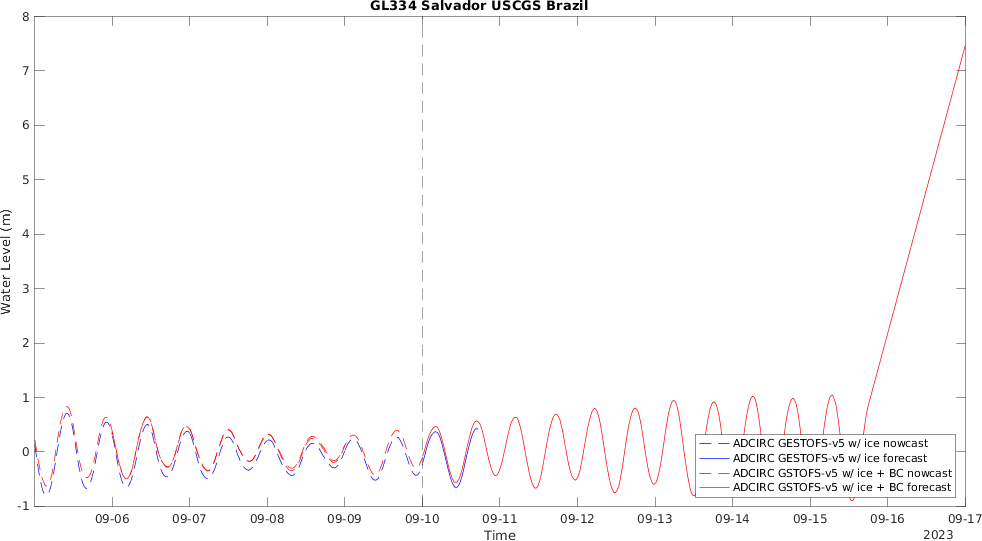 GL334 Salvador USCGS Brazil
8
7
6
5
4
3
2
1
0
-1
Water Level (m)
ADCIRC GESTOFS-v5 w/ ice nowcast
ADCIRC GESTOFS-v5 w/ ice forecast
ADCIRC GSTOFS-v5 w/ ice + BC nowcast
ADCIRC GSTOFS-v5 w/ ice + BC forecast
09-06 09-07 09-08 09-09 09-10 09-11 09-12 09-13 09-14 09-15 09-16 09-17
Time
2023